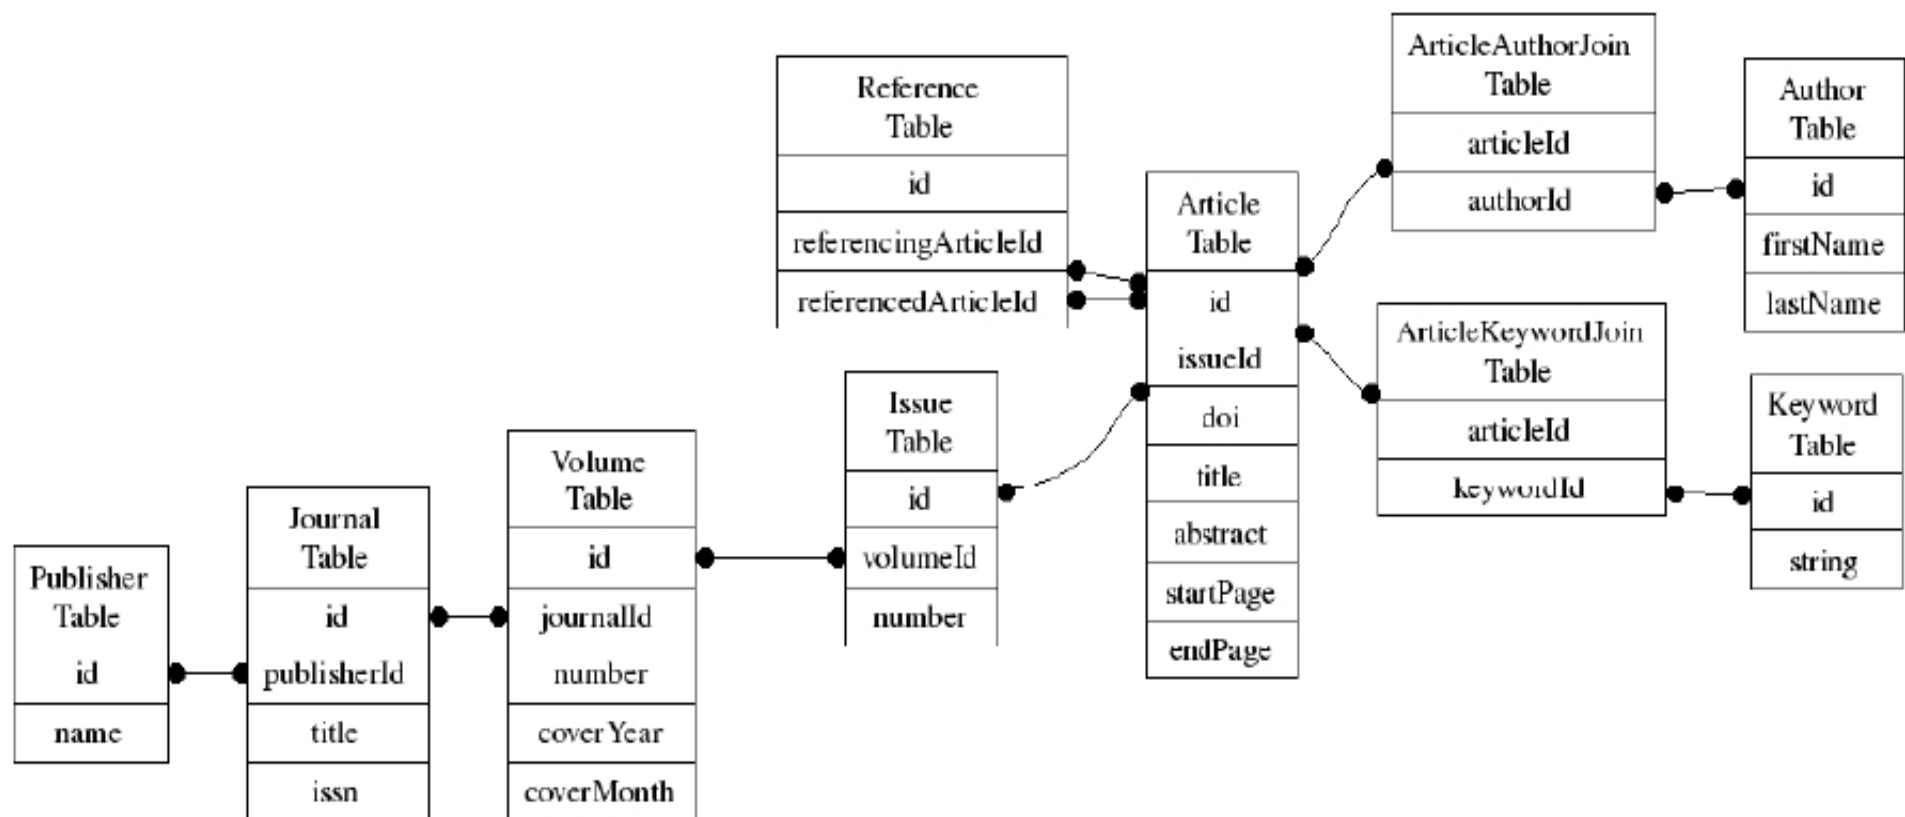 Reference
Table
id
referencingArticleId
referencedArticleId
ArticleAuthorJoin
Table
articleId
authorId
Author
Table
id
firstName
lastName
Article
Table
id
issueId
doi
title
abstract
startPage
endPage
ArticleKeywordJoin
Table
articleId
keywordId
Keyword
Table
id
string
Issue
Table
id
volumeId
number
Volume
Table
id
journalId
number
coverYear
coverMonth
Journal
Table
id
publisherId
title
issn
Publisher
Table
id
name